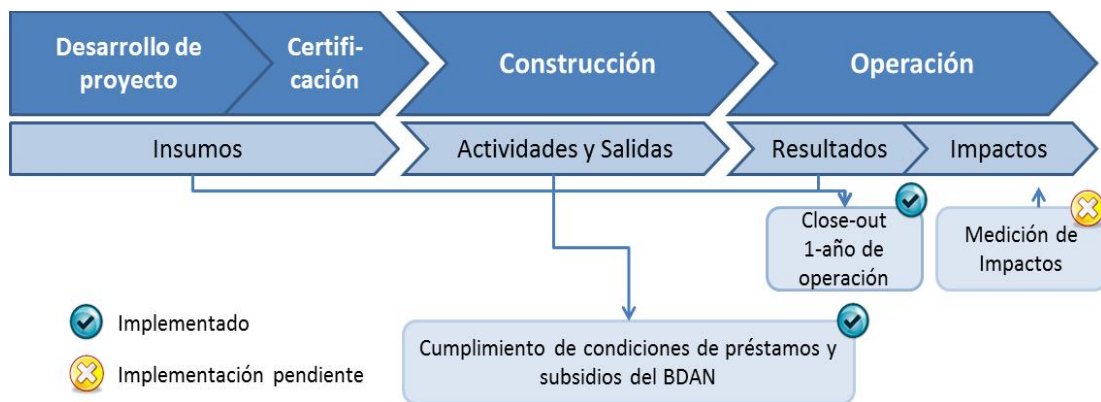 Desarrollo de
proyecto
Certifi-
cación
Construcción
Operación
Insumos
Actividades y Salidas
Resultados
Impactos
Close-out
1-año de
operación
Medición de
Impactos
Implementado
Implementación pendiente
Cumplimiento de condiciones de préstamos y
subsidios del BDAN